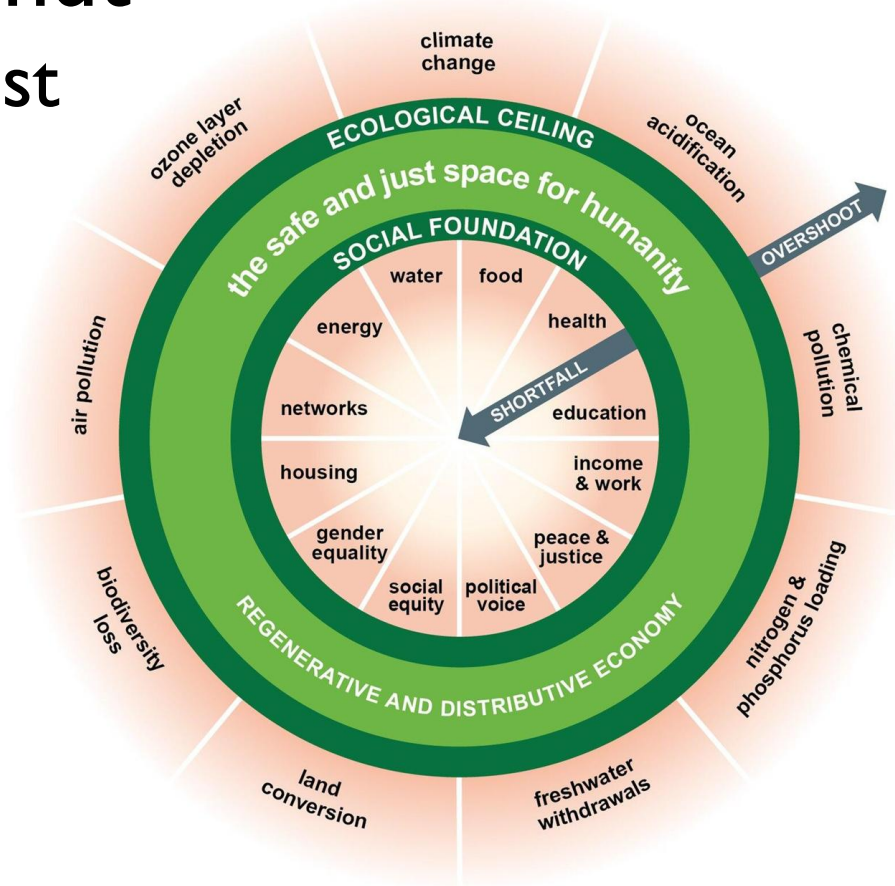 st
climate
change
ocean
acidification
OVERSHOOT
chemical
pollution
nitrogen &
phosphorus loading
freshwater
withdrawals
land
conversion
biodiversity
loss
air pollution
ozone layer
depletion
ECOLOGICAL CEILING
the safe and just space for humanity
SOCIAL FOUNDATION
water
food
energy
health
SHORTFALL
networks
education
housing
income
& work
gender
equality
peace &
justice
social
equity
political
voice
REGENERATIVE AND DISTRIBUTIVE ECONOMY